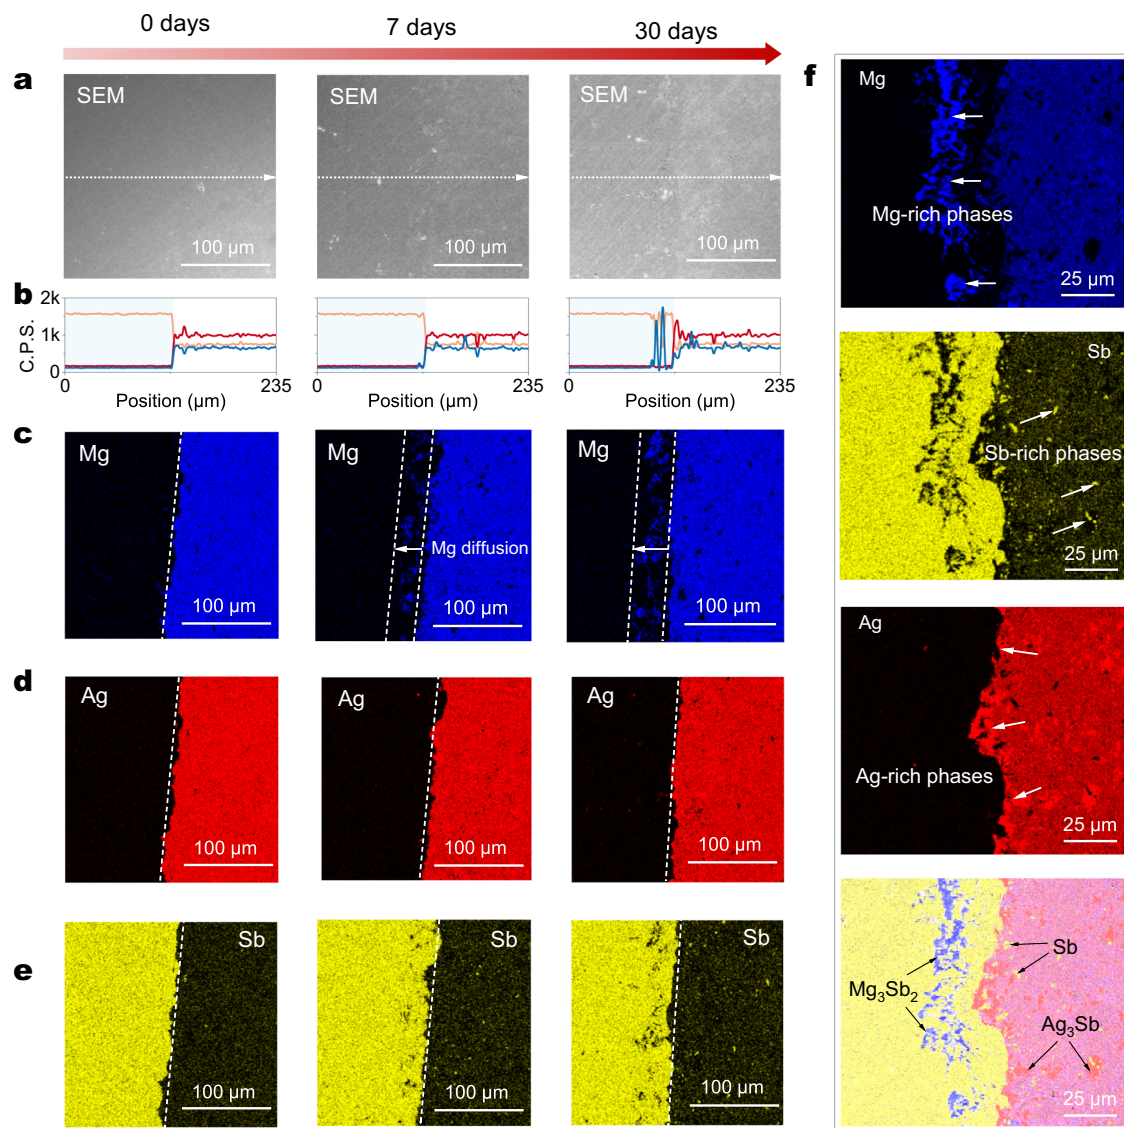 0 days
7 days
30 days
a
SEM
100 µm
SEM
100 µm
SEM
100 µm
b
C.P.S.
2k
1k
0
0
235
Position (µm)
0
235
Position (µm)
0
235
Position (µm)
c
Mg
100 µm
Mg
Mg diffusion
100 µm
Mg
100 µm
d
Ag
100 µm
Ag
100 µm
Ag
100 µm
e
Sb
100 µm
Sb
100 µm
Sb
100 µm
f
Mg
Mg-rich phases
25 µm
Sb
Sb-rich phases
25 µm
Ag
Ag-rich phases
25 µm
Sb
Mg₃Sb₂
Ag₃Sb
25 µm